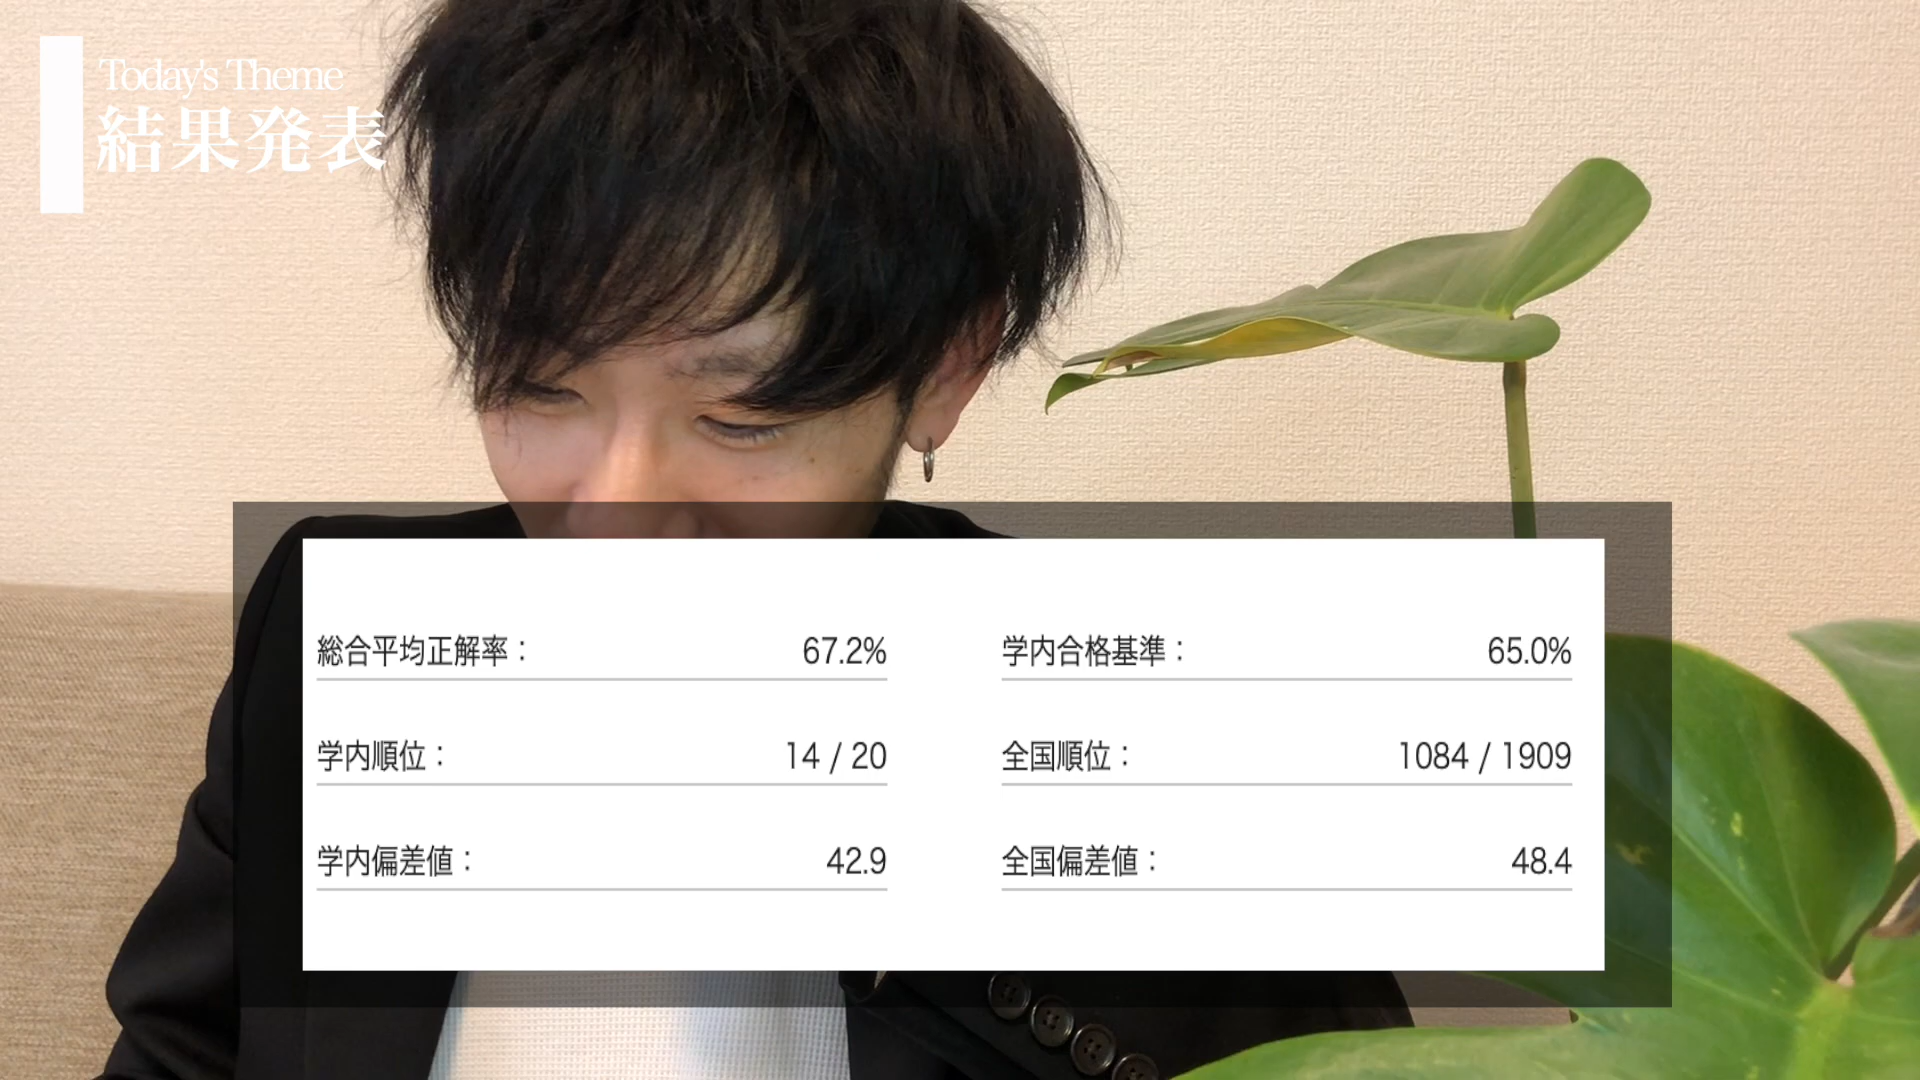 Today's Theme
結果発表
総合平均正解率： 67.2%
学内合格基準： 65.0%
学内順位： 14 / 20
全国順位： 1084 / 1909
学内偏差値： 42.9
全国偏差値： 48.4